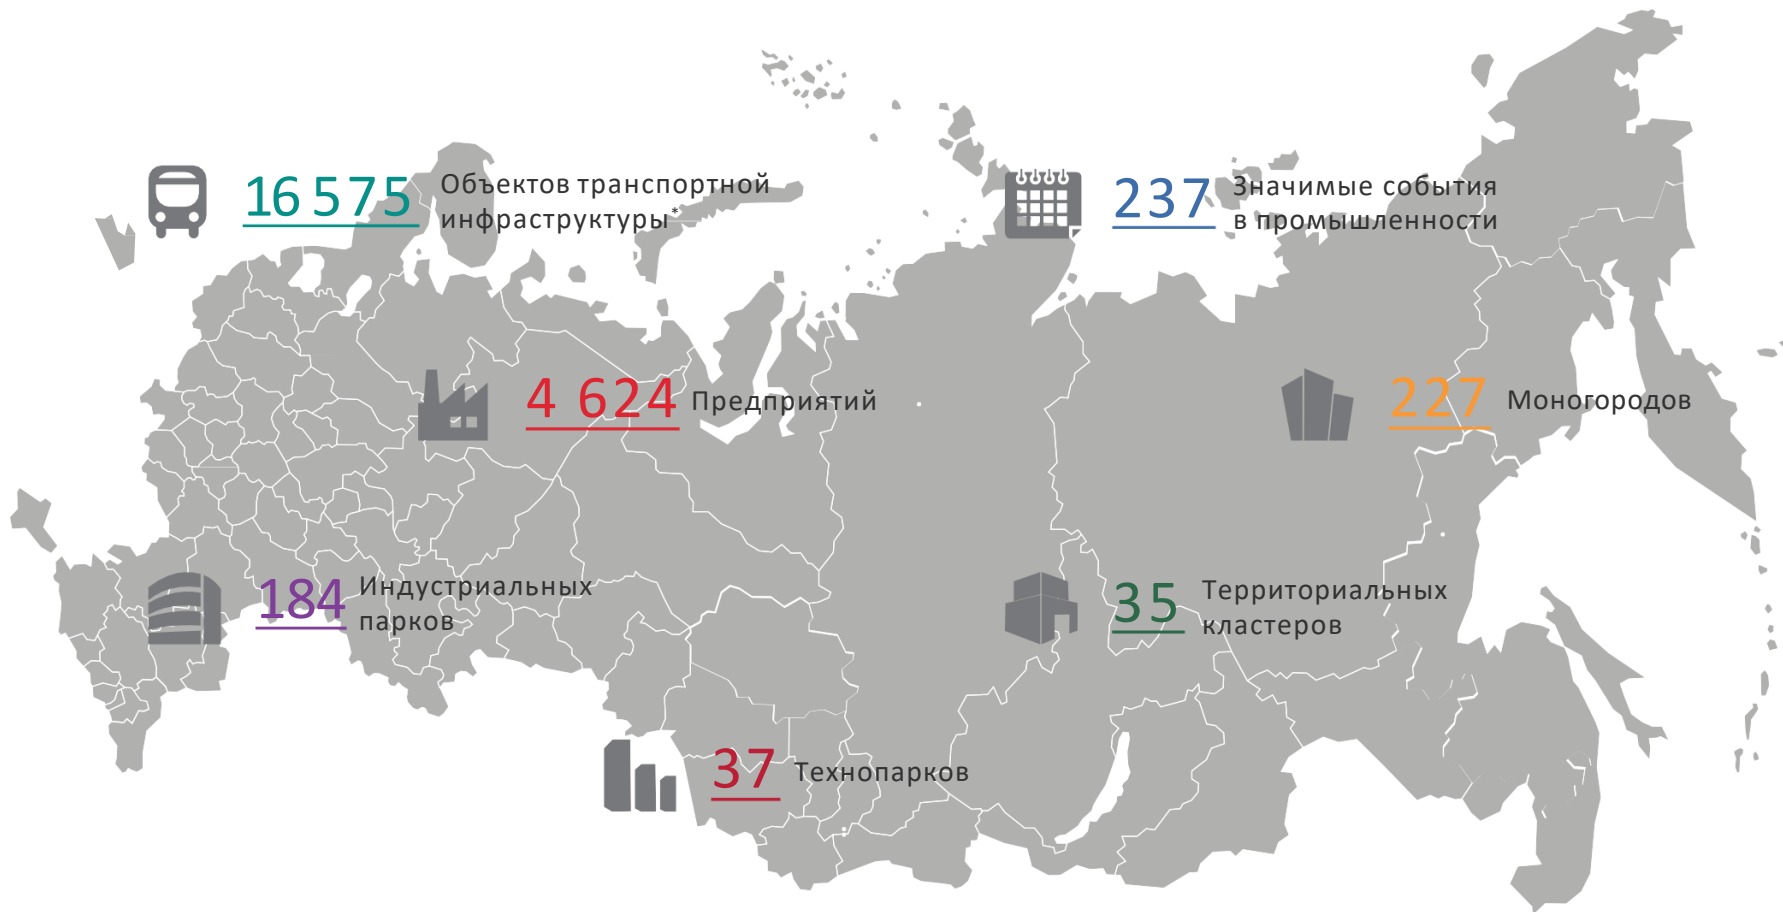 16 575
Объектов транспортной
инфраструктуры*
237
Значимые события
в промышленности
4 624
Предприятий
227
Моногородов
184
Индустриальных
парков
35
Территориальных
кластеров
37
Технопарков